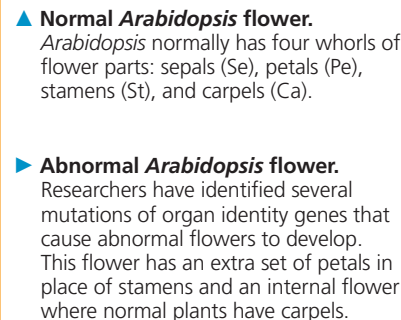 ▲ Normal Arabidopsis flower.
Arabidopsis normally has four whorls of
flower parts: sepals (Se), petals (Pe),
stamens (St), and carpels (Ca).
► Abnormal Arabidopsis flower.
Researchers have identified several
mutations of organ identity genes that
cause abnormal flowers to develop.
This flower has an extra set of petals in
place of stamens and an internal flower
where normal plants have carpels.